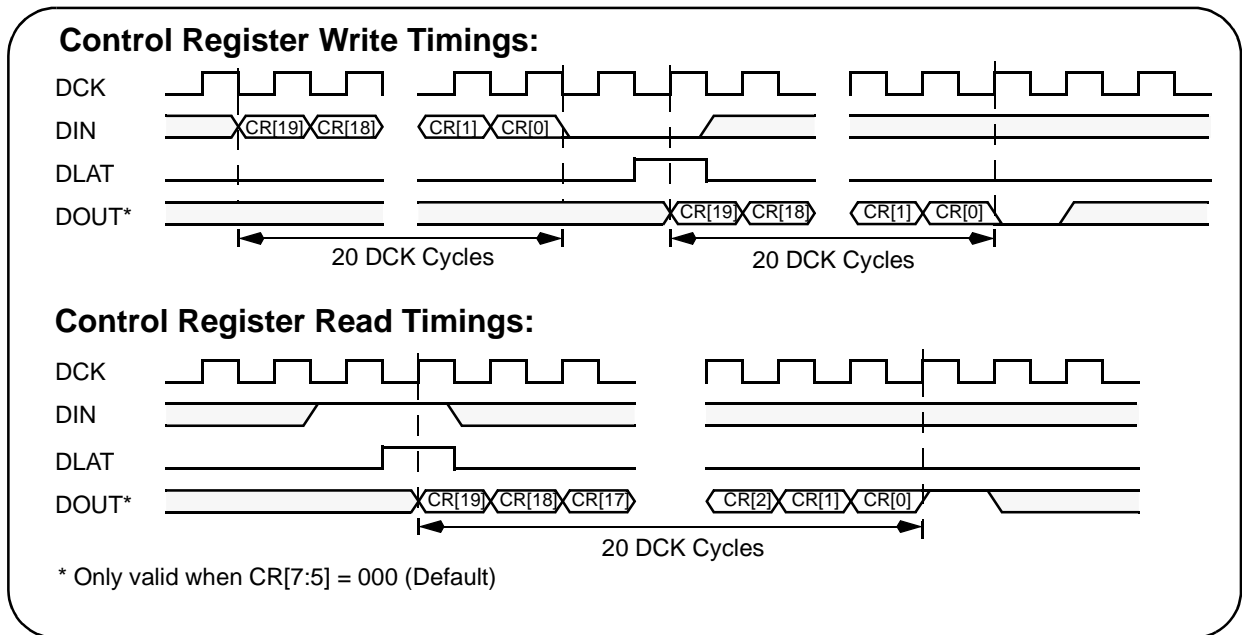 Control Register Write Timings:
DCK
DIN CR[19] CR[18] CR[1] CR[0]
DLAT
DOUT* CR[19] CR[18] CR[1] CR[0]
20 DCK Cycles 20 DCK Cycles
Control Register Read Timings:
DCK
DIN
DLAT
DOUT* CR[19] CR[18] CR[17] CR[2] CR[1] CR[0]
20 DCK Cycles
* Only valid when CR[7:5] = 000 (Default)